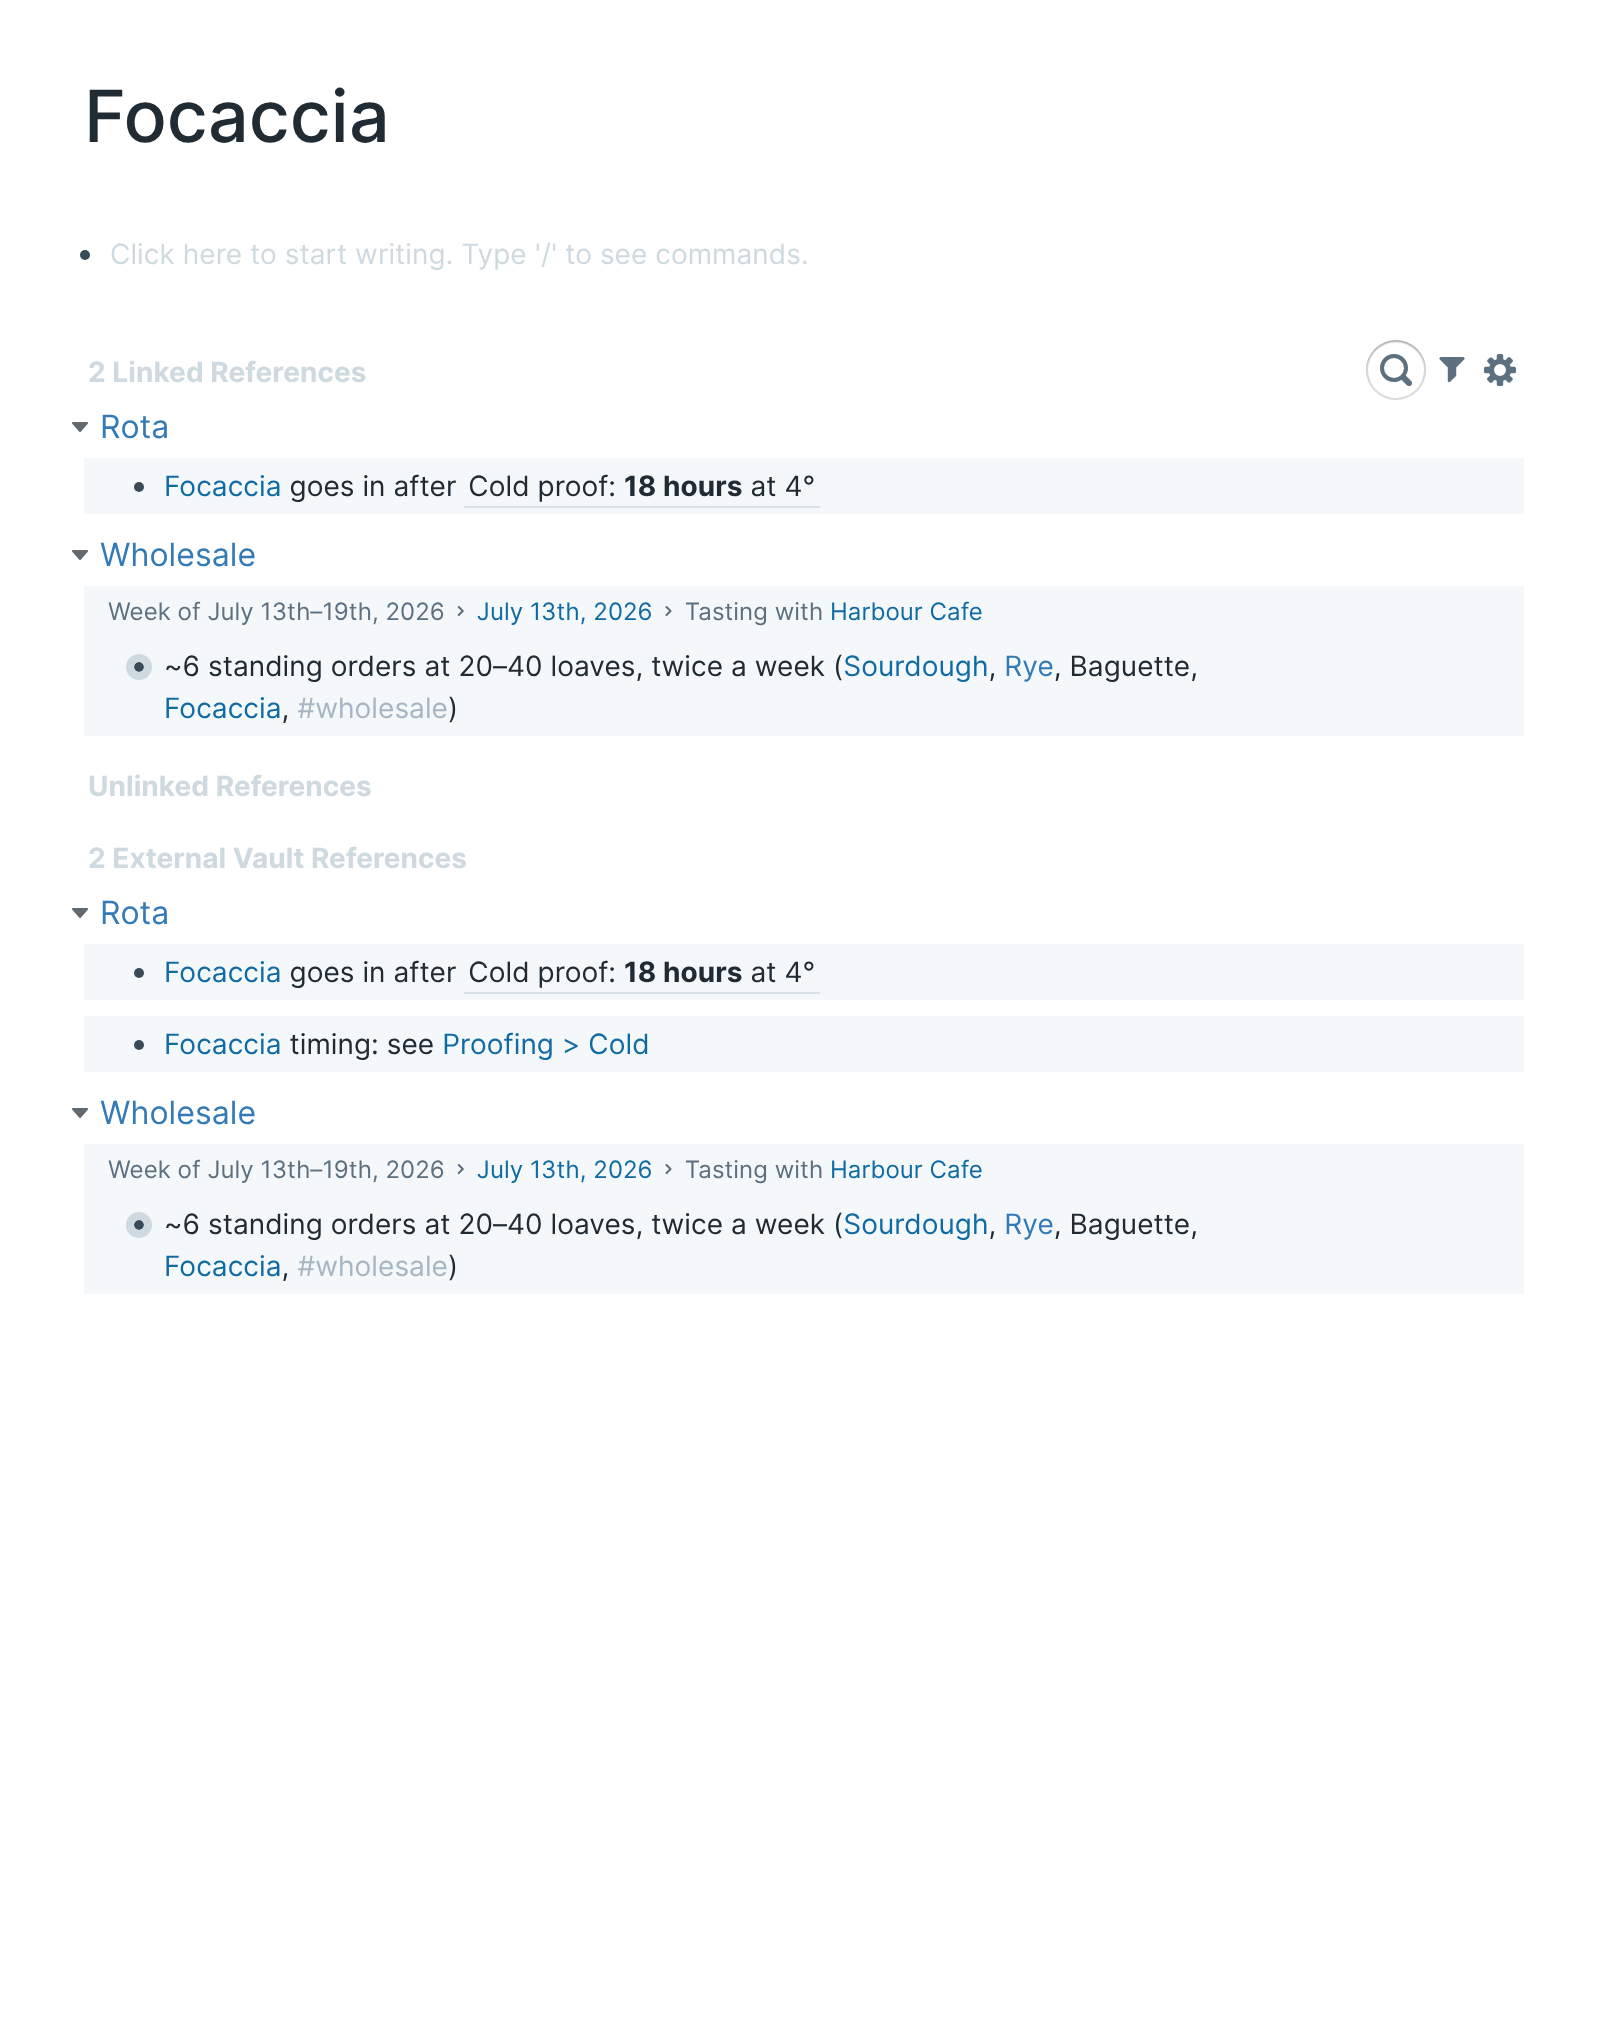 Focaccia
Click here to start writing. Type '/' to see commands.
2 Linked References
Rota
Focaccia goes in after Cold proof: 18 hours at 4°
Wholesale
Week of July 13th–19th, 2026 › July 13th, 2026 › Tasting with Harbour Cafe
~6 standing orders at 20–40 loaves, twice a week (Sourdough, Rye, Baguette,
Focaccia, #wholesale)
Unlinked References
2 External Vault References
Rota
Focaccia goes in after Cold proof: 18 hours at 4°
Focaccia timing: see Proofing > Cold
Wholesale
Week of July 13th–19th, 2026 › July 13th, 2026 › Tasting with Harbour Cafe
~6 standing orders at 20–40 loaves, twice a week (Sourdough, Rye, Baguette,
Focaccia, #wholesale)